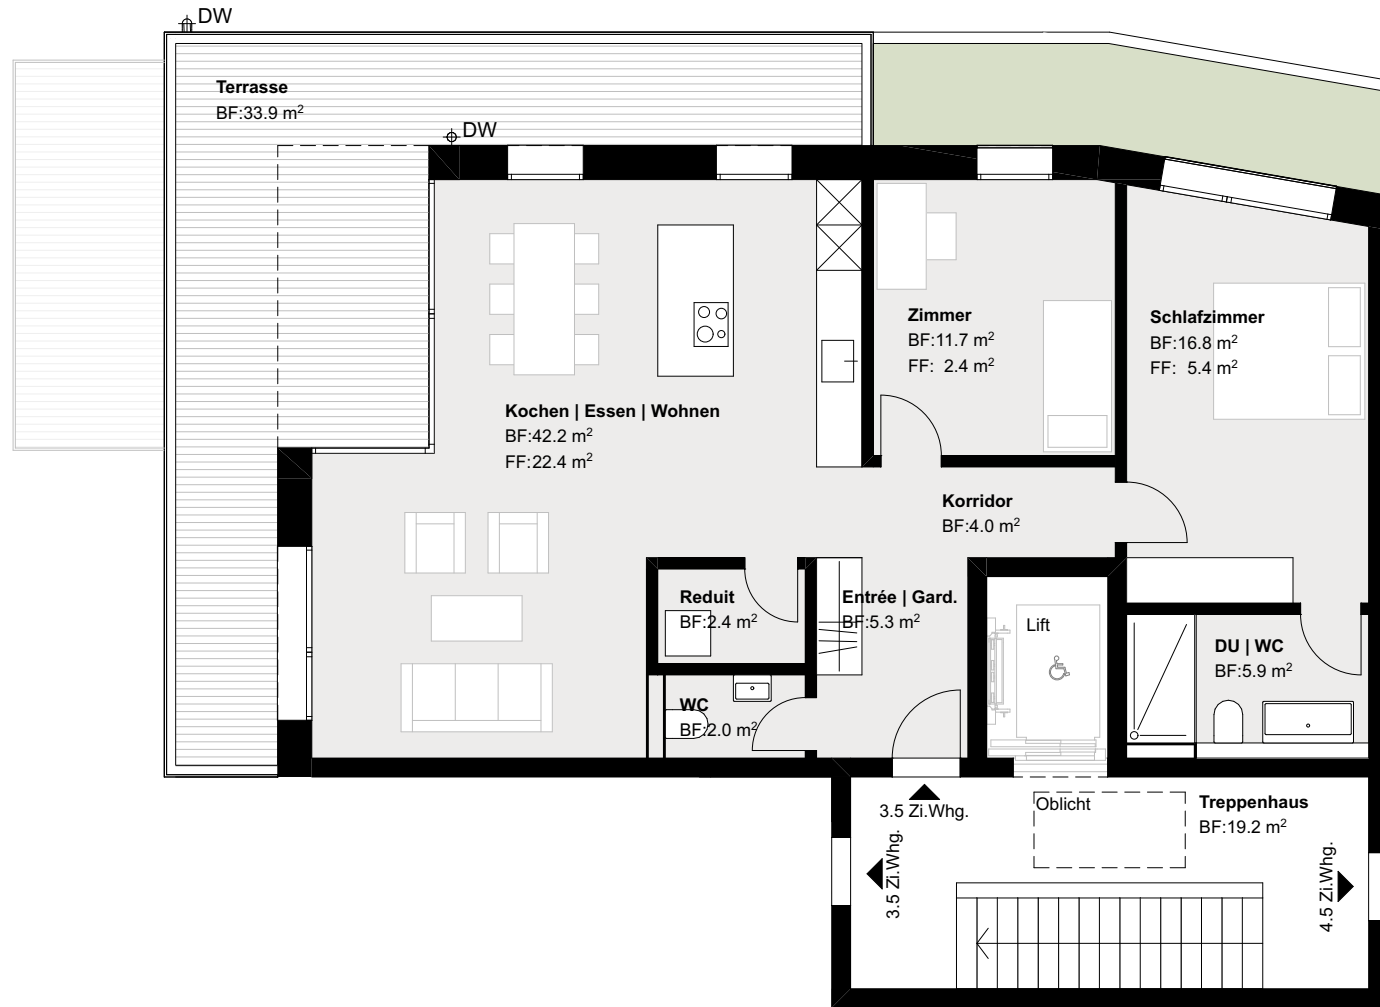 DW
Terrasse
BF:33.9 m²
DW
Zimmer
BF:11.7 m²
FF: 2.4 m²
Schlafzimmer
BF:16.8 m²
FF: 5.4 m²
Kochen | Essen | Wohnen
BF:42.2 m²
FF:22.4 m²
Korridor
BF:4.0 m²
Reduit
BF:2.4 m²
Entrée | Gard.
BF:5.3 m²
Lift
DU | WC
BF:5.9 m²
WC
BF:2.0 m²
3.5 Zi.Whg.
Oblicht
Treppenhaus
BF:19.2 m²
3.5 Zi.Whg.
4.5 Zi.Whg.